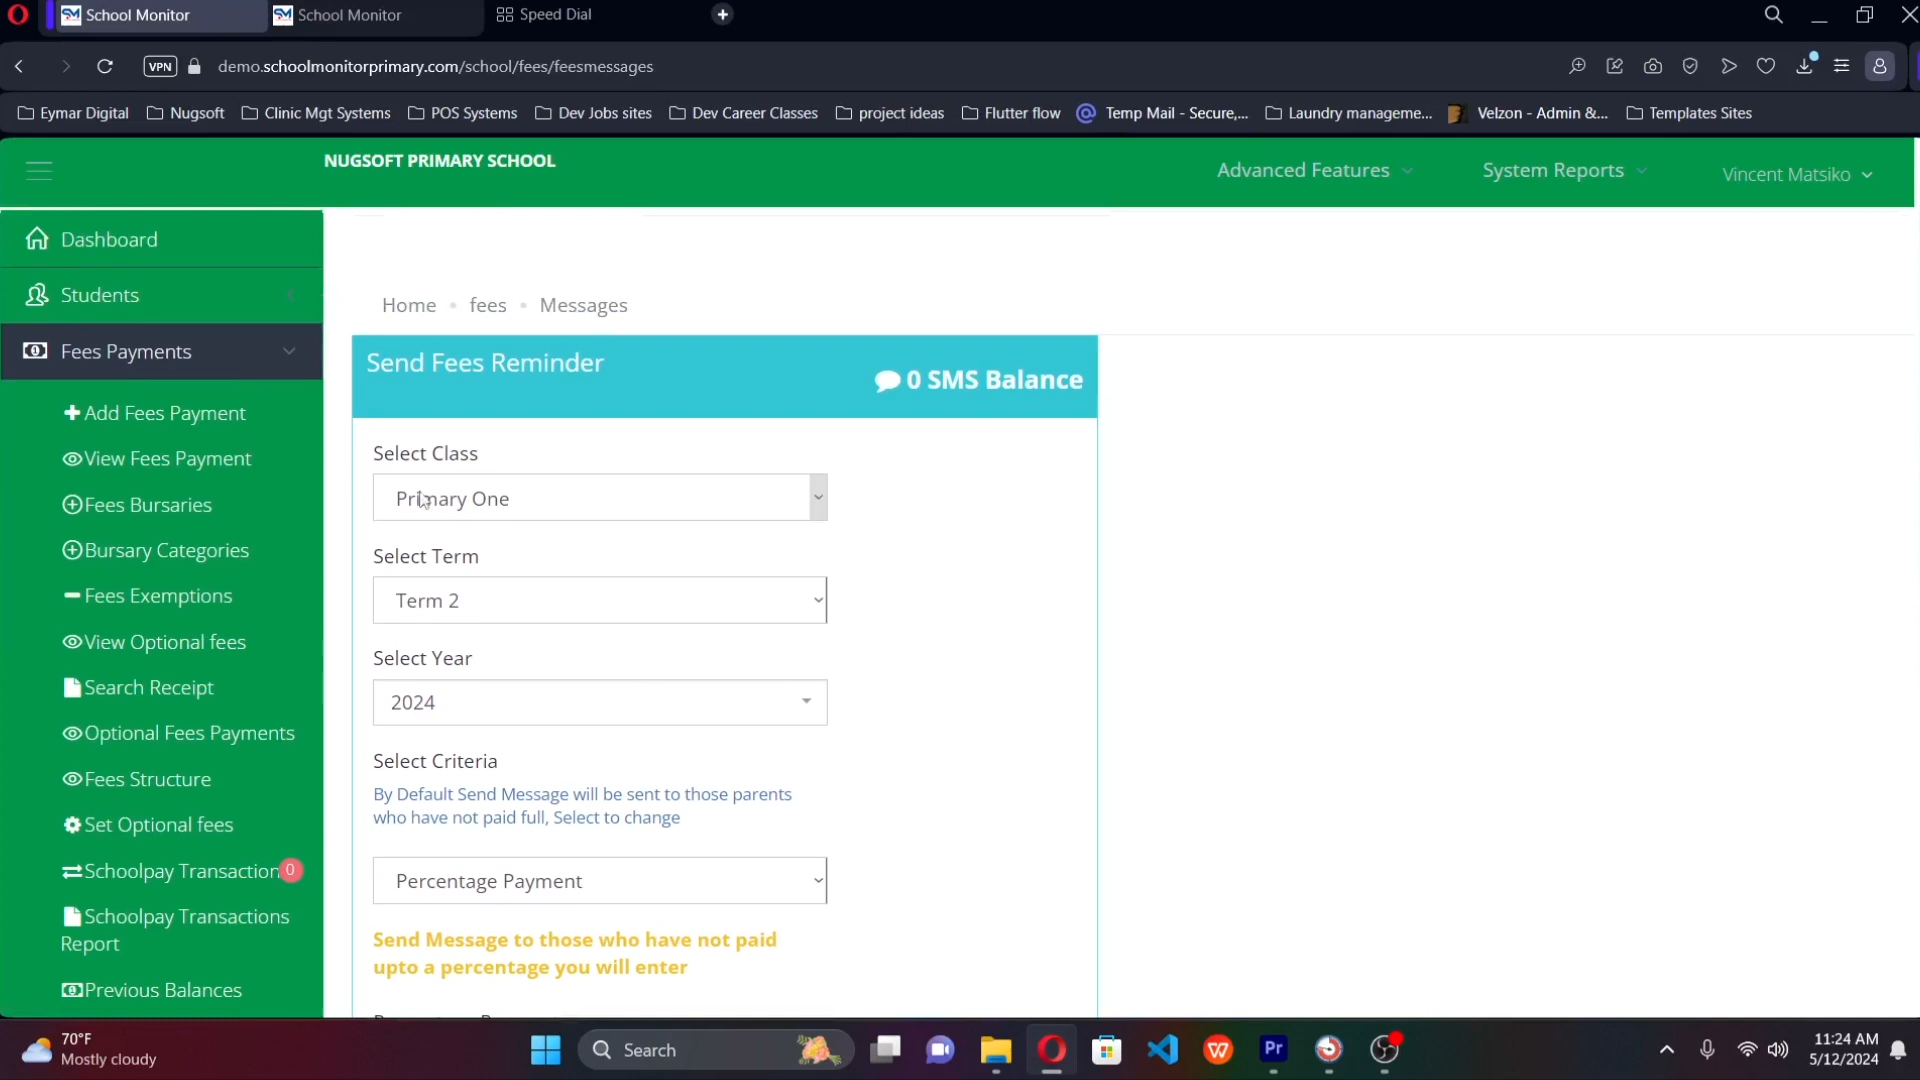 School Monitor
School Monitor
Speed Dial
VPN
demo.schoolmonitorprimary.com/school/fees/feesmessages
Eymar Digital
Nugsoft
Clinic Mgt Systems
POS Systems
Dev Jobs sites
Dev Career Classes
project ideas
Flutter flow
Temp Mail - Secure,...
Laundry manageme...
Velzon - Admin &...
Templates Sites
NUGSOFT PRIMARY SCHOOL
Advanced Features
System Reports
Vincent Matsiko
Dashboard
Students
Fees Payments
Add Fees Payment
View Fees Payment
Fees Bursaries
Bursary Categories
Fees Exemptions
View Optional fees
Search Receipt
Optional Fees Payments
Fees Structure
Set Optional fees
Schoolpay Transaction 0
Schoolpay Transactions
Report
Previous Balances
Home • fees • Messages
Send Fees Reminder
0 SMS Balance
Select Class
Primary One
Select Term
Term 2
Select Year
2024
Select Criteria
By Default Send Message will be sent to those parents
who have not paid full, Select to change
Percentage Payment
Send Message to those who have not paid
upto a percentage you will enter
70°F
Mostly cloudy
Search
Pr
11:24 AM
5/12/2024